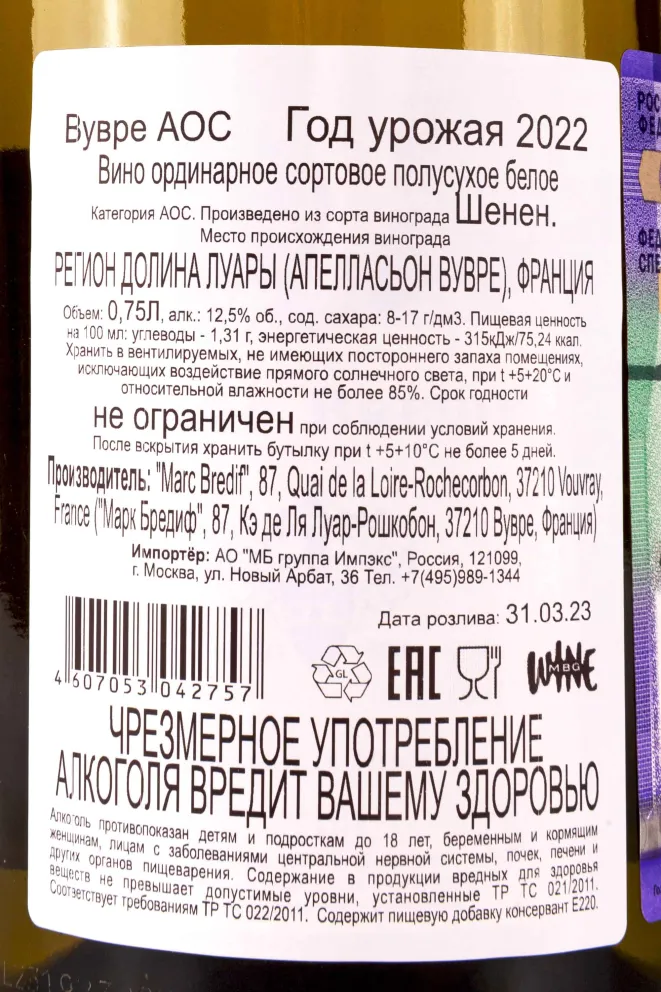 Вувре АОС Год урожая 2022
Вино ординарное сортовое полусухое белое
Категория АОС. Произведено из сорта винограда Шенен.
Место происхождения винограда
РЕГИОН ДОЛИНА ЛУАРЫ (АПЕЛЛАСЬОН ВУВРЕ), ФРАНЦИЯ
Объем: 0,75Л, алк.: 12,5% об., сод. сахара: 8-17 г/дм3. Пищевая ценность
на 100 мл: углеводы - 1,31 г, энергетическая ценность - 315кДж/75,24 ккал.
Хранить в вентилируемых, не имеющих постороннего запаха помещениях,
исключающих воздействие прямого солнечного света, при t +5+20°С и
относительной влажности не более 85%. Срок годности
не ограничен при соблюдении условий хранения.
После вскрытия хранить бутылку при t +5+10°С не более 5 дней.
Производитель: "Marc Bredif", 87, Quai de la Loire-Rochecorbon, 37210 Vouvray,
France ("Марк Бредиф", 87, Кэ де Ля Луар-Рошкобон, 37210 Вувре, Франция)
Импортёр: АО "МБ группа Импэкс", Россия, 121099,
г. Москва, ул. Новый Арбат, 36 Тел. +7(495)989-1344
Дата розлива: 31.03.23
4 607053 042757
GL
EAC
WINE
MBG
ЧРЕЗМЕРНОЕ УПОТРЕБЛЕНИЕ
АЛКОГОЛЯ ВРЕДИТ ВАШЕМУ ЗДОРОВЬЮ
Алкоголь противопоказан детям и подросткам до 18 лет, беременным и кормящим
женщинам, лицам с заболеваниями центральной нервной системы, почек, печени и
других органов пищеварения. Содержание в продукции вредных для здоровья
веществ не превышает допустимые уровни, установленные ТР ТС 021/2011.
Соответствует требованиям ТР ТС 022/2011. Содержит пищевую добавку консервант Е220.
РОС
ФЕ
ФЕД
СПЕ